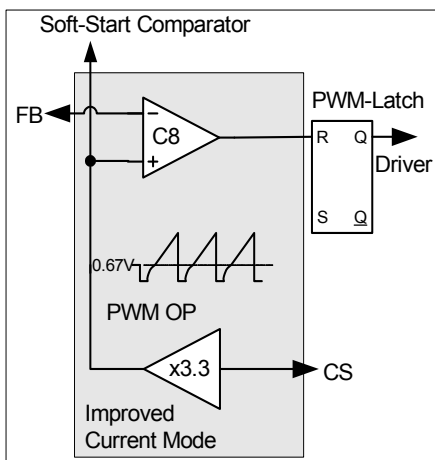 Soft-Start Comparator
FB
PWM-Latch
C8
R Q
Driver
S Q
0.67V
PWM OP
x3.3
CS
Improved
Current Mode